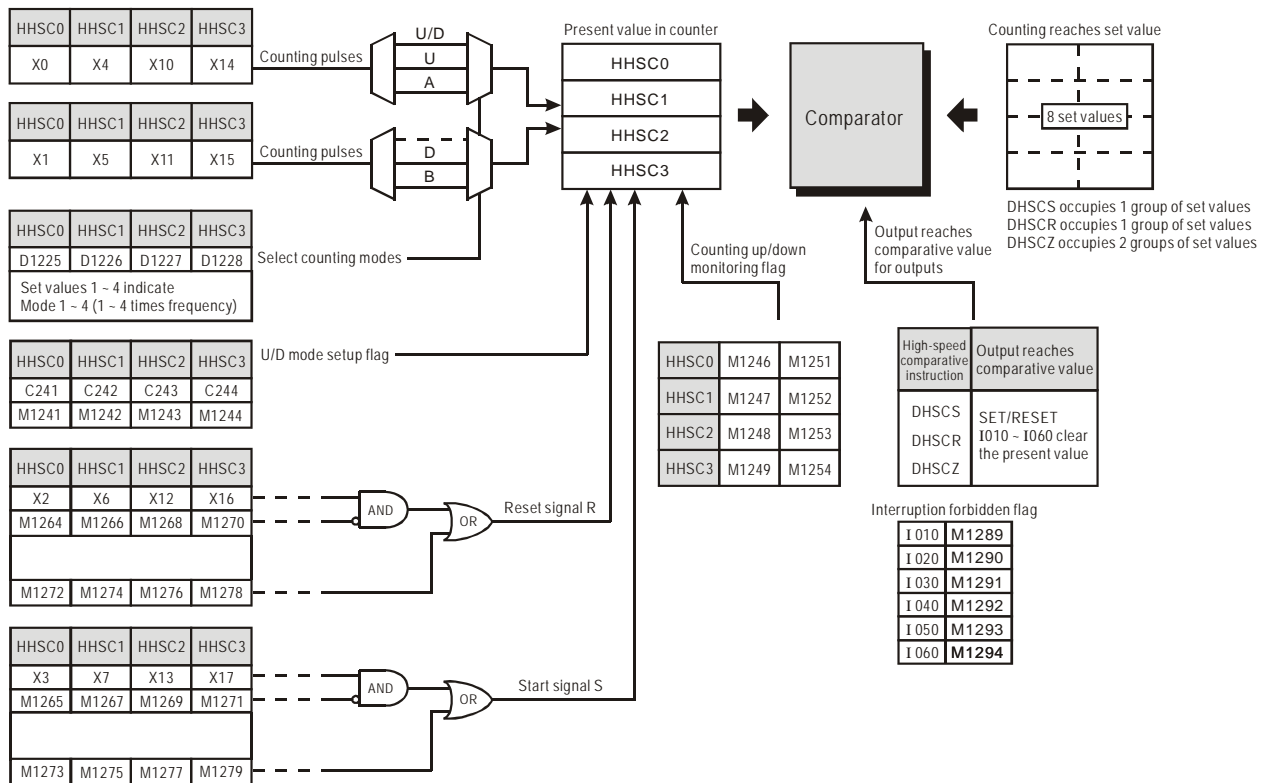 HHSC0 HHSC1 HHSC2 HHSC3
X0 X4 X10 X14
Counting pulses
U/D
U
A
HHSC0 HHSC1 HHSC2 HHSC3
X1 X5 X11 X15
Counting pulses
D
B
HHSC0 HHSC1 HHSC2 HHSC3
D1225 D1226 D1227 D1228
Set values 1 ~ 4 indicate
Mode 1 ~ 4 (1 ~ 4 times frequency)
Select counting modes
HHSC0 HHSC1 HHSC2 HHSC3
C241 C242 C243 C244
M1241 M1242 M1243 M1244
U/D mode setup flag
HHSC0 HHSC1 HHSC2 HHSC3
X2 X6 X12 X16
M1264 M1266 M1268 M1270
M1272 M1274 M1276 M1278
AND
OR
Reset signal R
HHSC0 HHSC1 HHSC2 HHSC3
X3 X7 X13 X17
M1265 M1267 M1269 M1271
M1273 M1275 M1277 M1279
AND
OR
Start signal S
Present value in counter
HHSC0
HHSC1
HHSC2
HHSC3
Comparator
Counting reaches set value
8 set values
DHSCS occupies 1 group of set values
DHSCR occupies 1 group of set values
DHSCZ occupies 2 groups of set values
Counting up/down
monitoring flag
HHSC0 M1246 M1251
HHSC1 M1247 M1252
HHSC2 M1248 M1253
HHSC3 M1249 M1254
Output reaches
comparative value
for outputs
High-speed
comparative
instruction
Output reaches
comparative value
DHSCS
DHSCR
DHSCZ
SET/RESET
I010 ~ I060 clear
the present value
Interruption forbidden flag
I 010 M1289
I 020 M1290
I 030 M1291
I 040 M1292
I 050 M1293
I 060 M1294